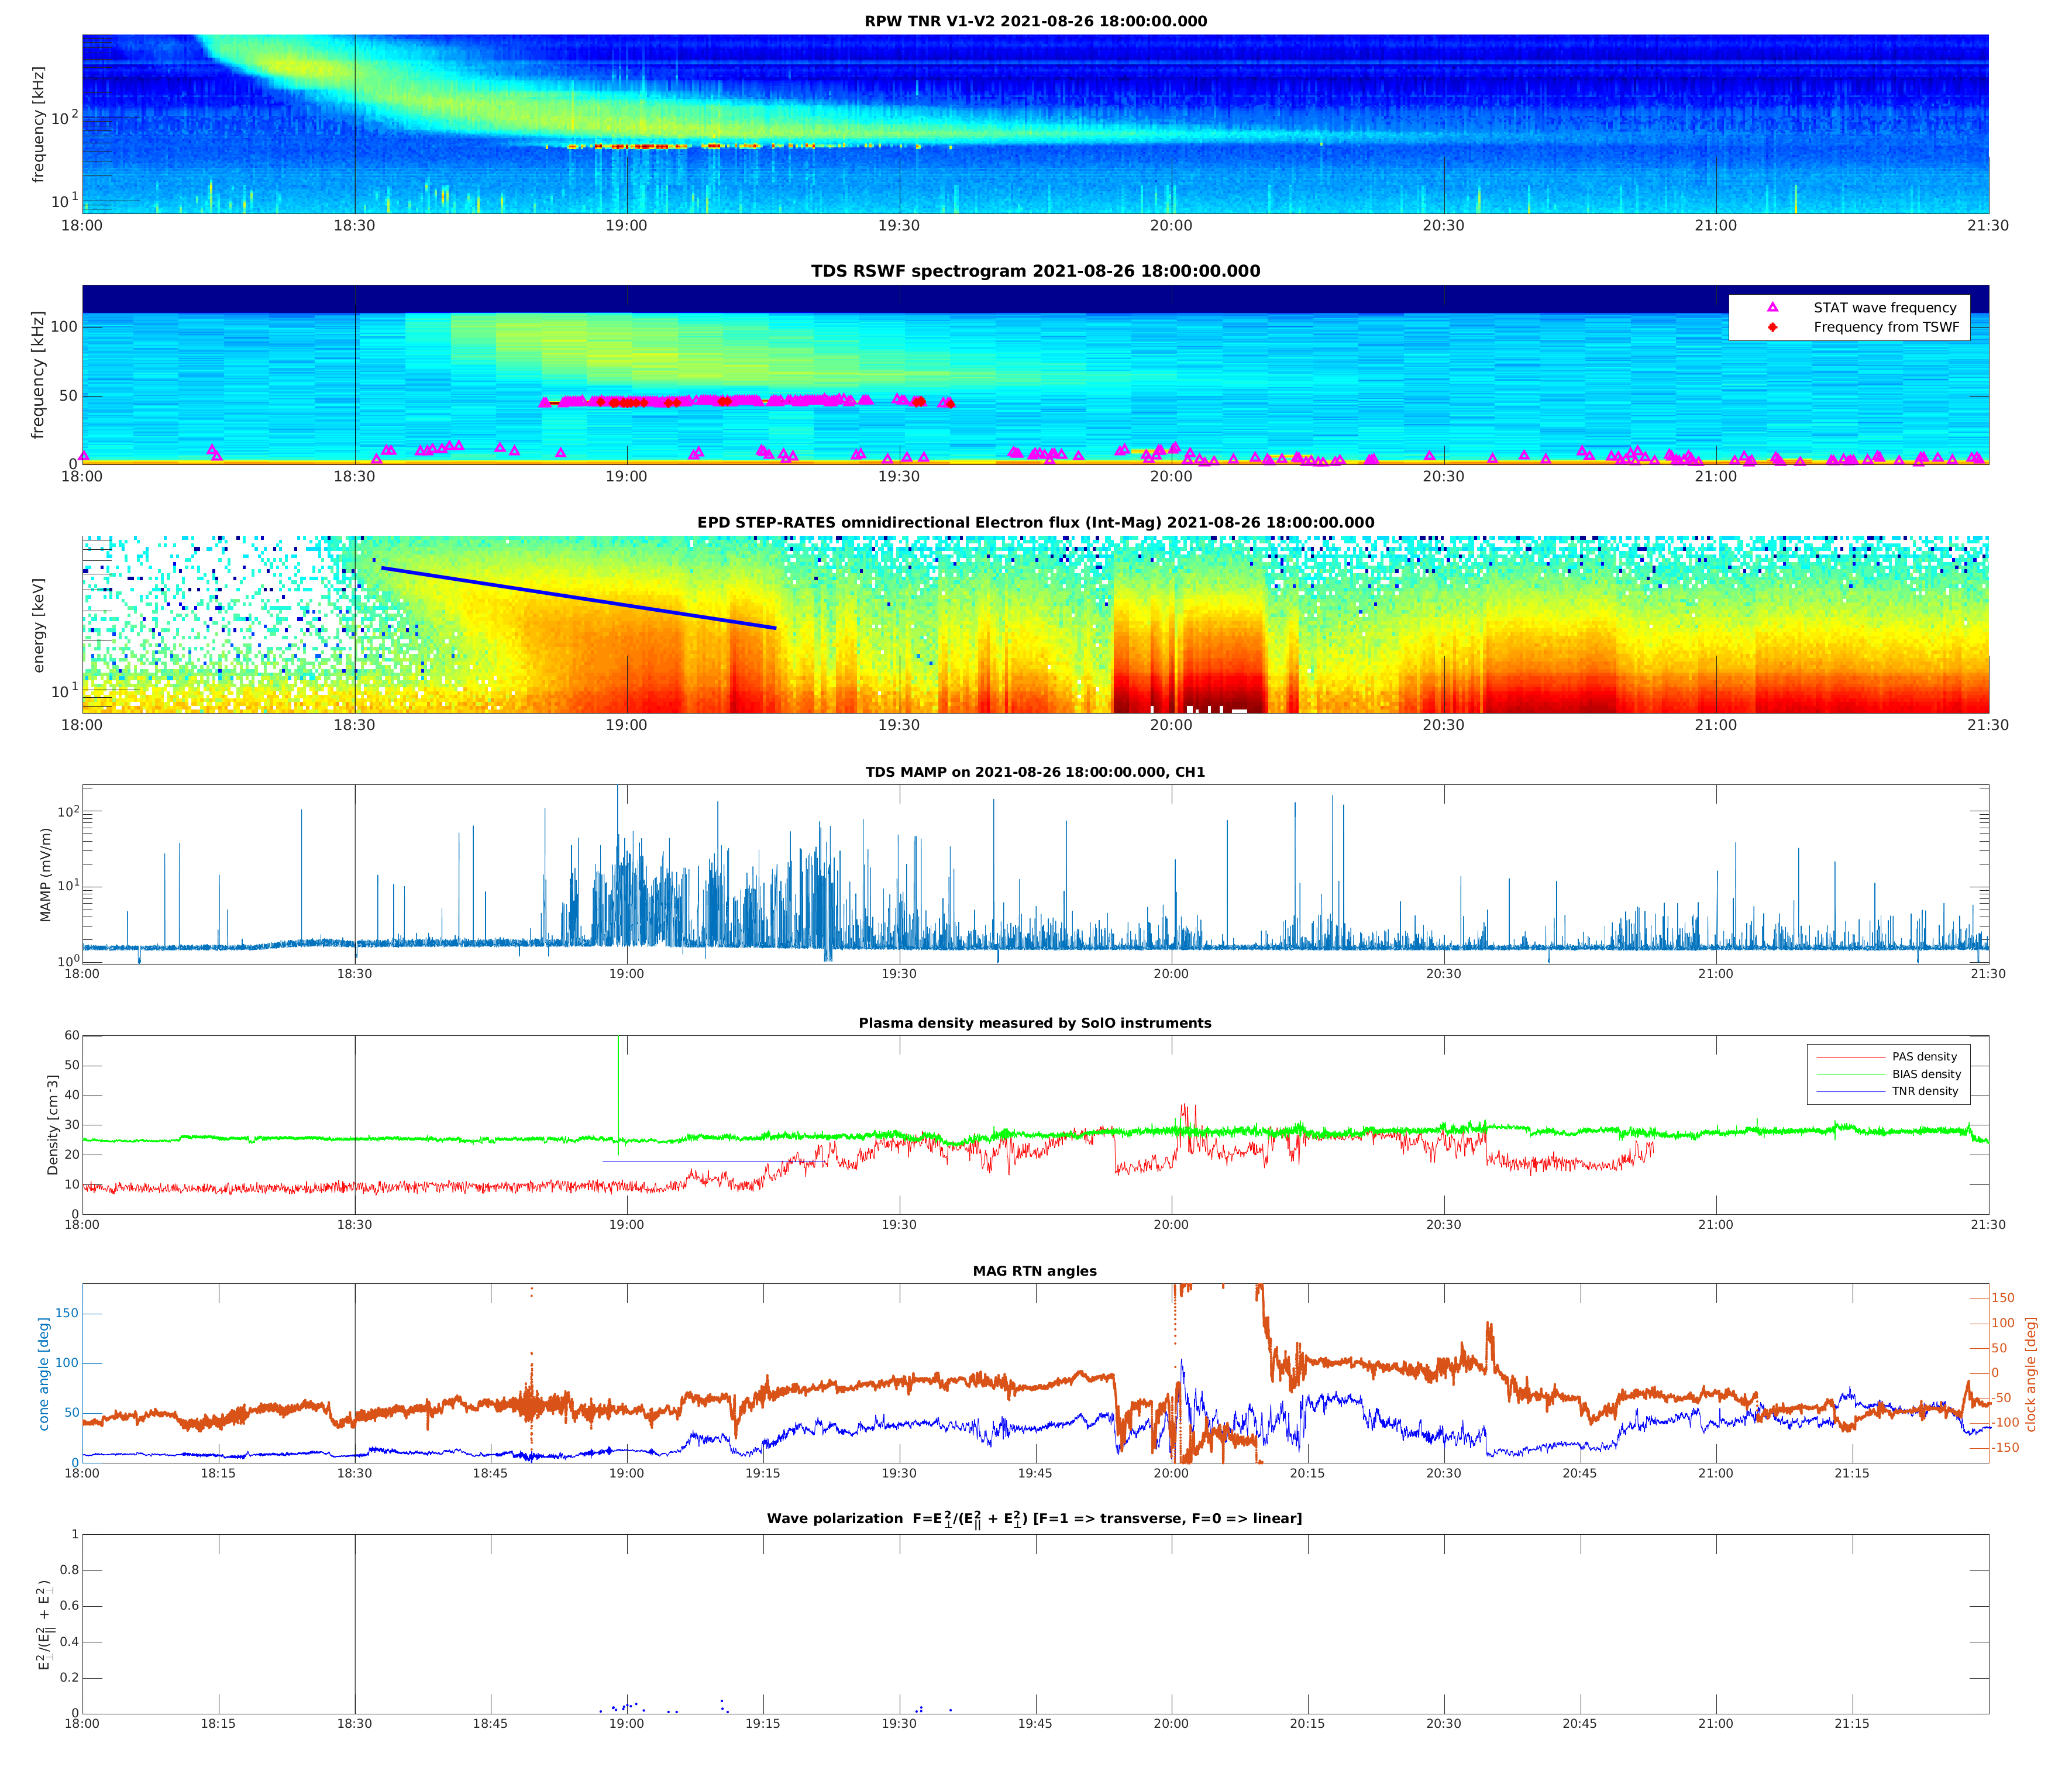 RPW TNR V1-V2 2021-08-26 18:00:00.000
frequency [kHz]
10^2
10^1
18:00 18:30 19:00 19:30 20:00 20:30 21:00 21:30
TDS RSWF spectrogram 2021-08-26 18:00:00.000
frequency [kHz]
100
50
0
STAT wave frequency
Frequency from TSWF
18:00 18:30 19:00 19:30 20:00 20:30 21:00 21:30
EPD STEP-RATES omnidirectional Electron flux (Int-Mag) 2021-08-26 18:00:00.000
energy [keV]
10^1
18:00 18:30 19:00 19:30 20:00 20:30 21:00 21:30
TDS MAMP on 2021-08-26 18:00:00.000, CH1
MAMP (mV/m)
10^2
10^1
10^0
18:00 18:30 19:00 19:30 20:00 20:30 21:00 21:30
Plasma density measured by SolO instruments
Density [cm^-3]
60
50
40
30
20
10
0
PAS density
BIAS density
TNR density
18:00 18:30 19:00 19:30 20:00 20:30 21:00 21:30
MAG RTN angles
cone angle [deg]
150
100
50
0
150
100
50
0
-50
-100
-150
clock angle [deg]
18:00 18:15 18:30 18:45 19:00 19:15 19:30 19:45 20:00 20:15 20:30 20:45 21:00 21:15
Wave polarization F=E⊥^2/(E||^2 + E⊥^2) [F=1 => transverse, F=0 => linear]
E⊥^2/(E||^2 + E⊥^2)
1
0.8
0.6
0.4
0.2
0
18:00 18:15 18:30 18:45 19:00 19:15 19:30 19:45 20:00 20:15 20:30 20:45 21:00 21:15